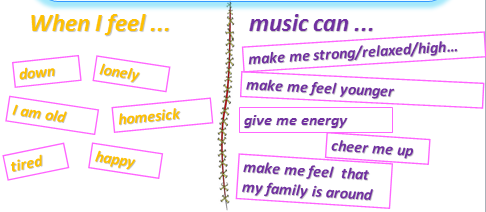 When I feel ...
down
lonely
I am old
homesick
tired
happy
music can ...
make me strong/relaxed/high...
make me feel younger
give me energy
cheer me up
make me feel that
my family is around